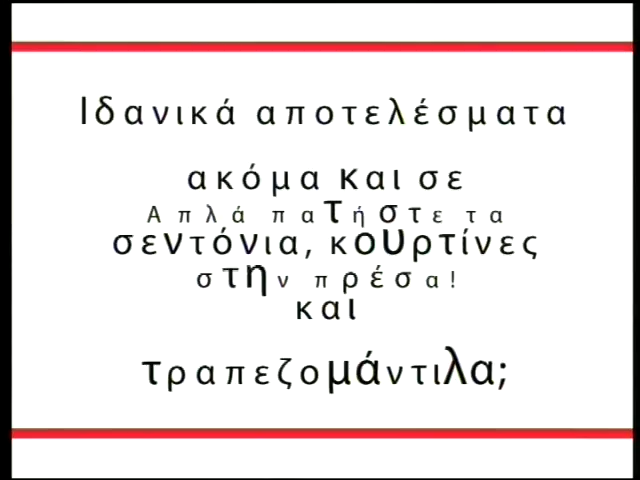 Ιδανικά αποτελέσματα
ακόμα και σε
Απλά πατήστε τα
σεντόνια, κουρτίνες
στην πρέσα!
και
τραπεζομάντιλα;